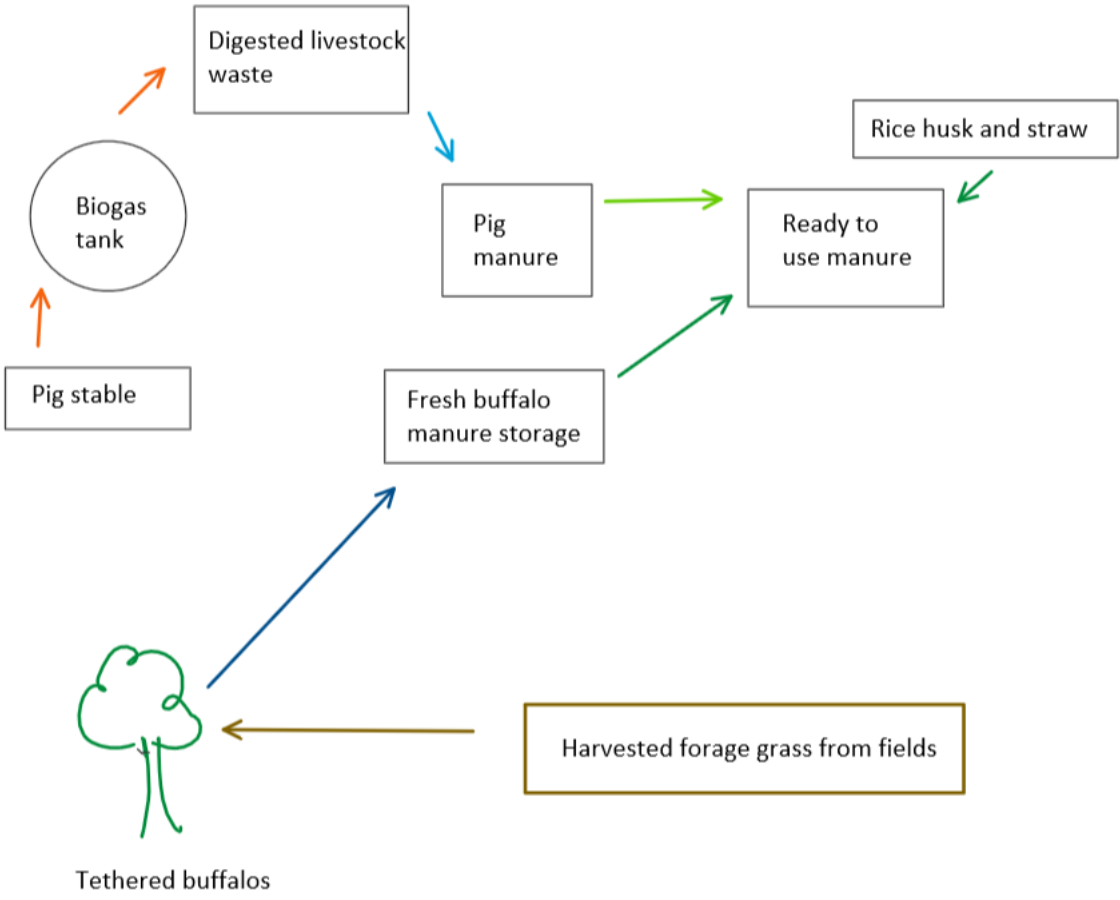 Digested livestock
waste
Rice husk and straw
Biogas
tank
Pig
manure
Ready to
use manure
Pig stable
Fresh buffalo
manure storage
Harvested forage grass from fields
Tethered buffalos